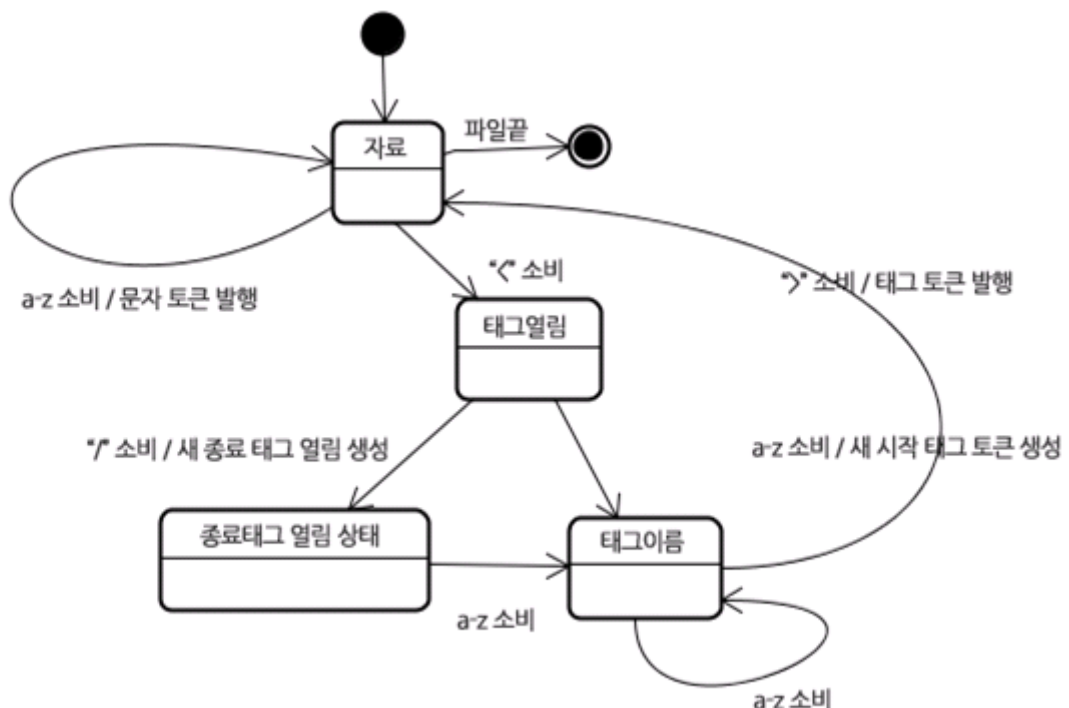 파일끝
자료
“<” 소비
“>” 소비 / 태그 토큰 발행
a-z 소비 / 문자 토큰 발행
태그열림
“/” 소비 / 새 종료 태그 열림 생성
a-z 소비 / 새 시작 태그 토큰 생성
종료태그 열림 상태
태그이름
a-z 소비
a-z 소비